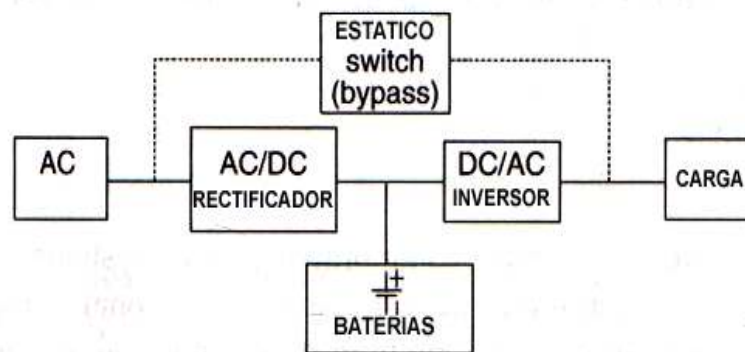 ESTATICO
switch
(bypass)
AC
AC/DC
RECTIFICADOR
DC/AC
INVERSOR
CARGA
+
BATERIAS